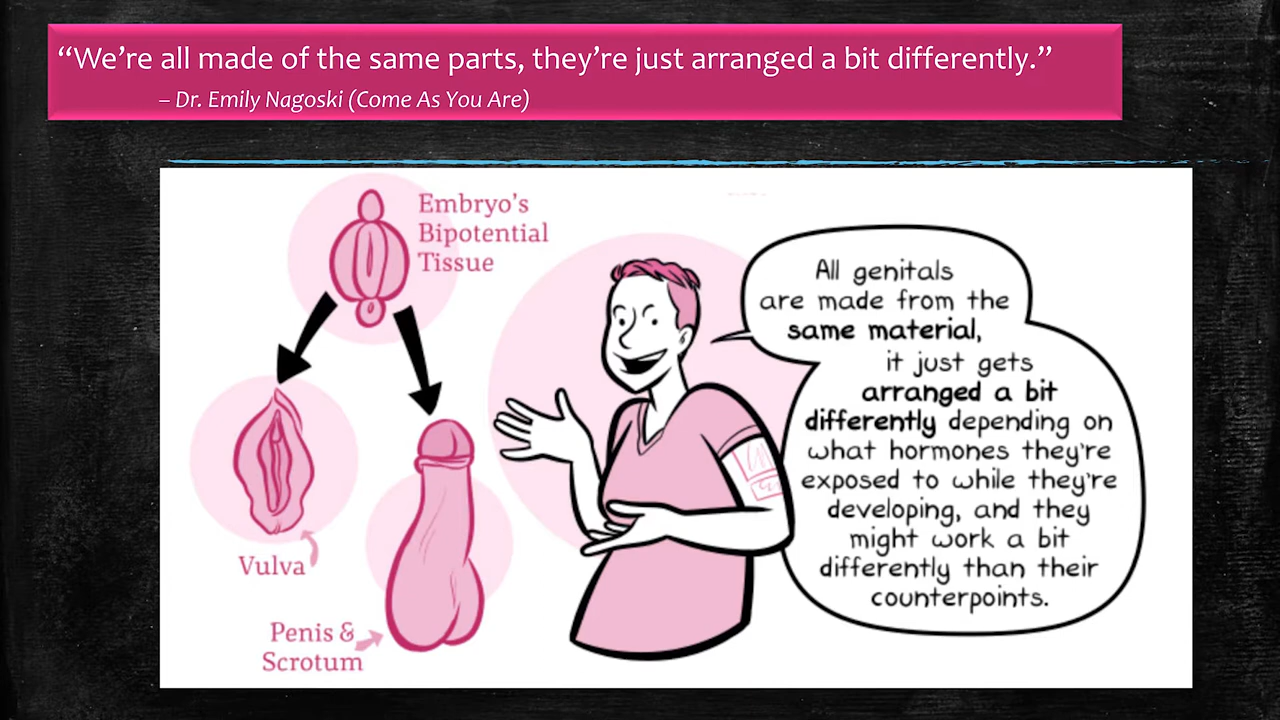 “We’re all made of the same parts, they’re just arranged a bit differently.”
– Dr. Emily Nagoski (Come As You Are)
Embryo’s
Bipotential
Tissue
Vulva
Penis &
Scrotum
All genitals
are made from the
same material,
it just gets
arranged a bit
differently depending on
what hormones they’re
exposed to while they’re
developing, and they
might work a bit
differently than their
counterpoints.